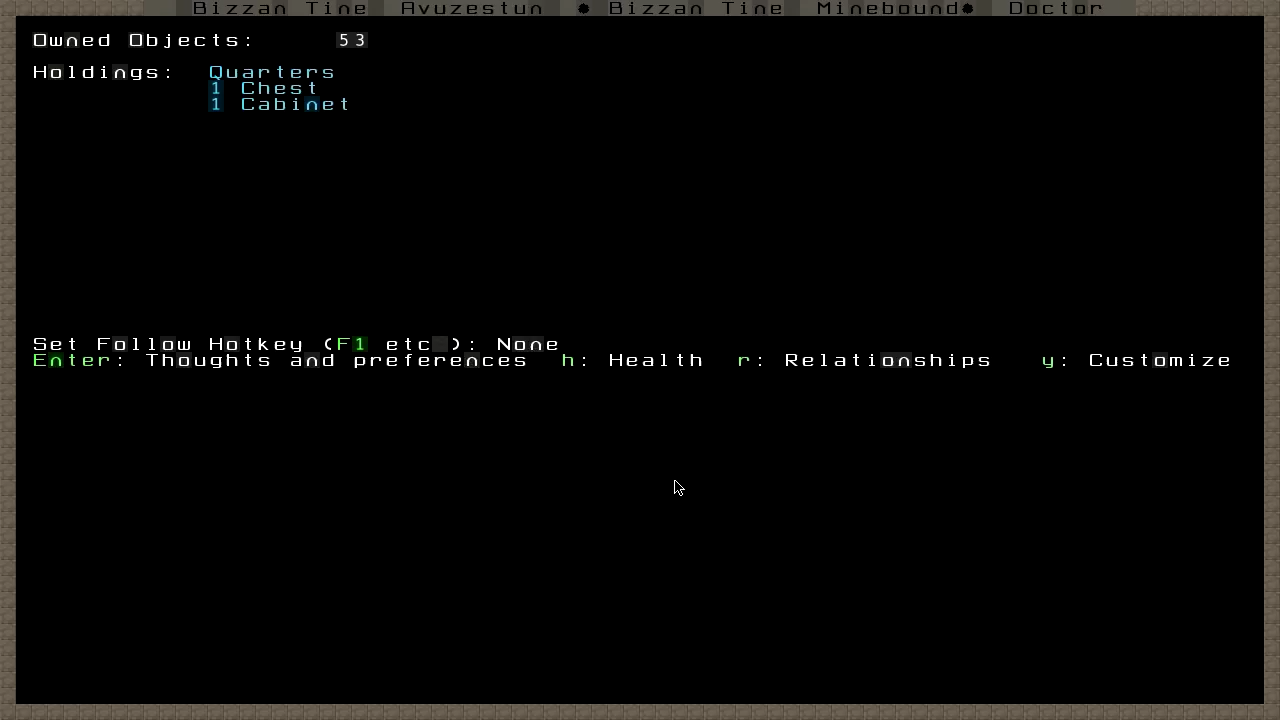 Bizzan Tine Avuzestun Bizzan Tine Minebound Doctor
Owned Objects: 53
Holdings: Quarters
1 Chest
1 Cabinet
Set Follow Hotkey (F1 etc ): None
Enter: Thoughts and preferences h: Health r: Relationships y: Customize